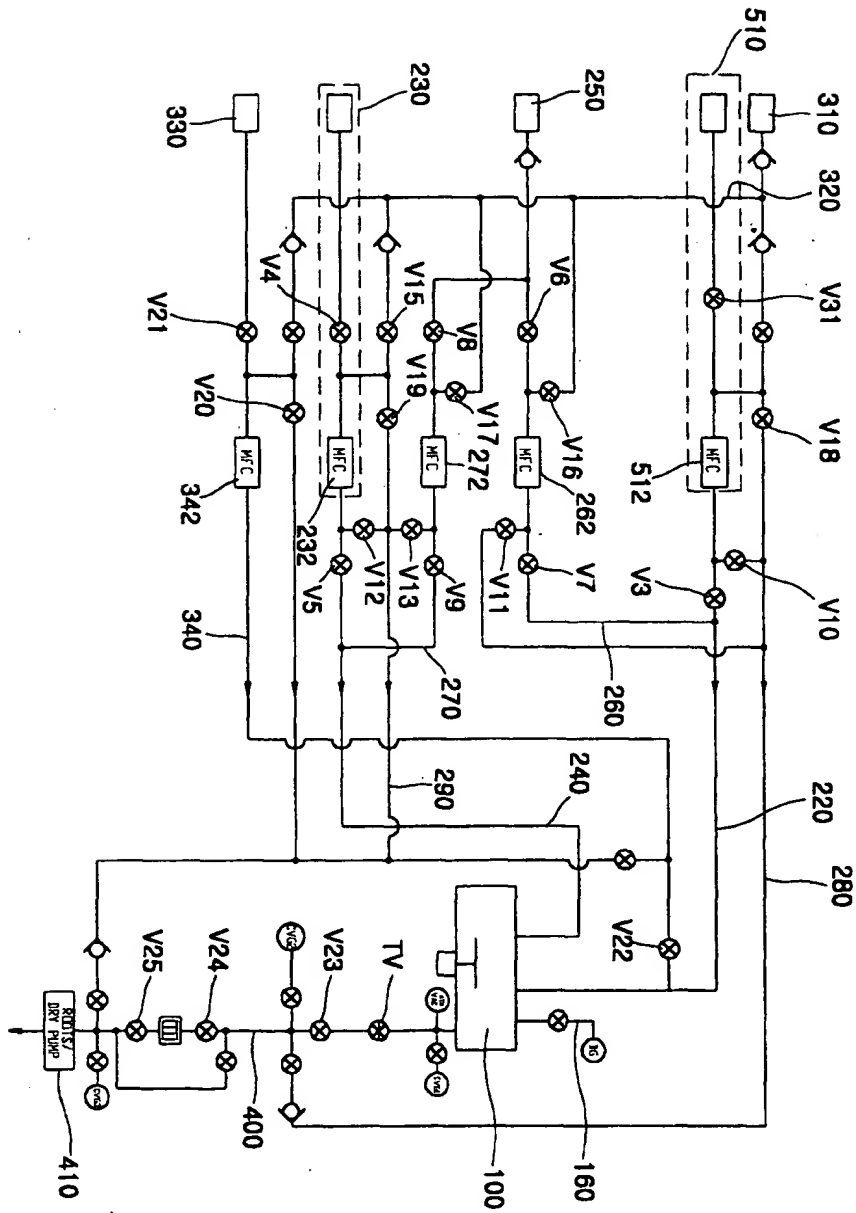 510
310
320
V31
V18
MFC
512
V10
V3
280
220
250
V6
V16
262
MFC
V7
V11
260
V8
V17
272
MFC
V9
270
230
V4
V15
V19
MFC
232
V12
V13
V5
290
240
330
V21
V20
MFC
342
340
V22
100
160
TV
V23
400
V24
V25
ROOTS/
DRY PUMP
410